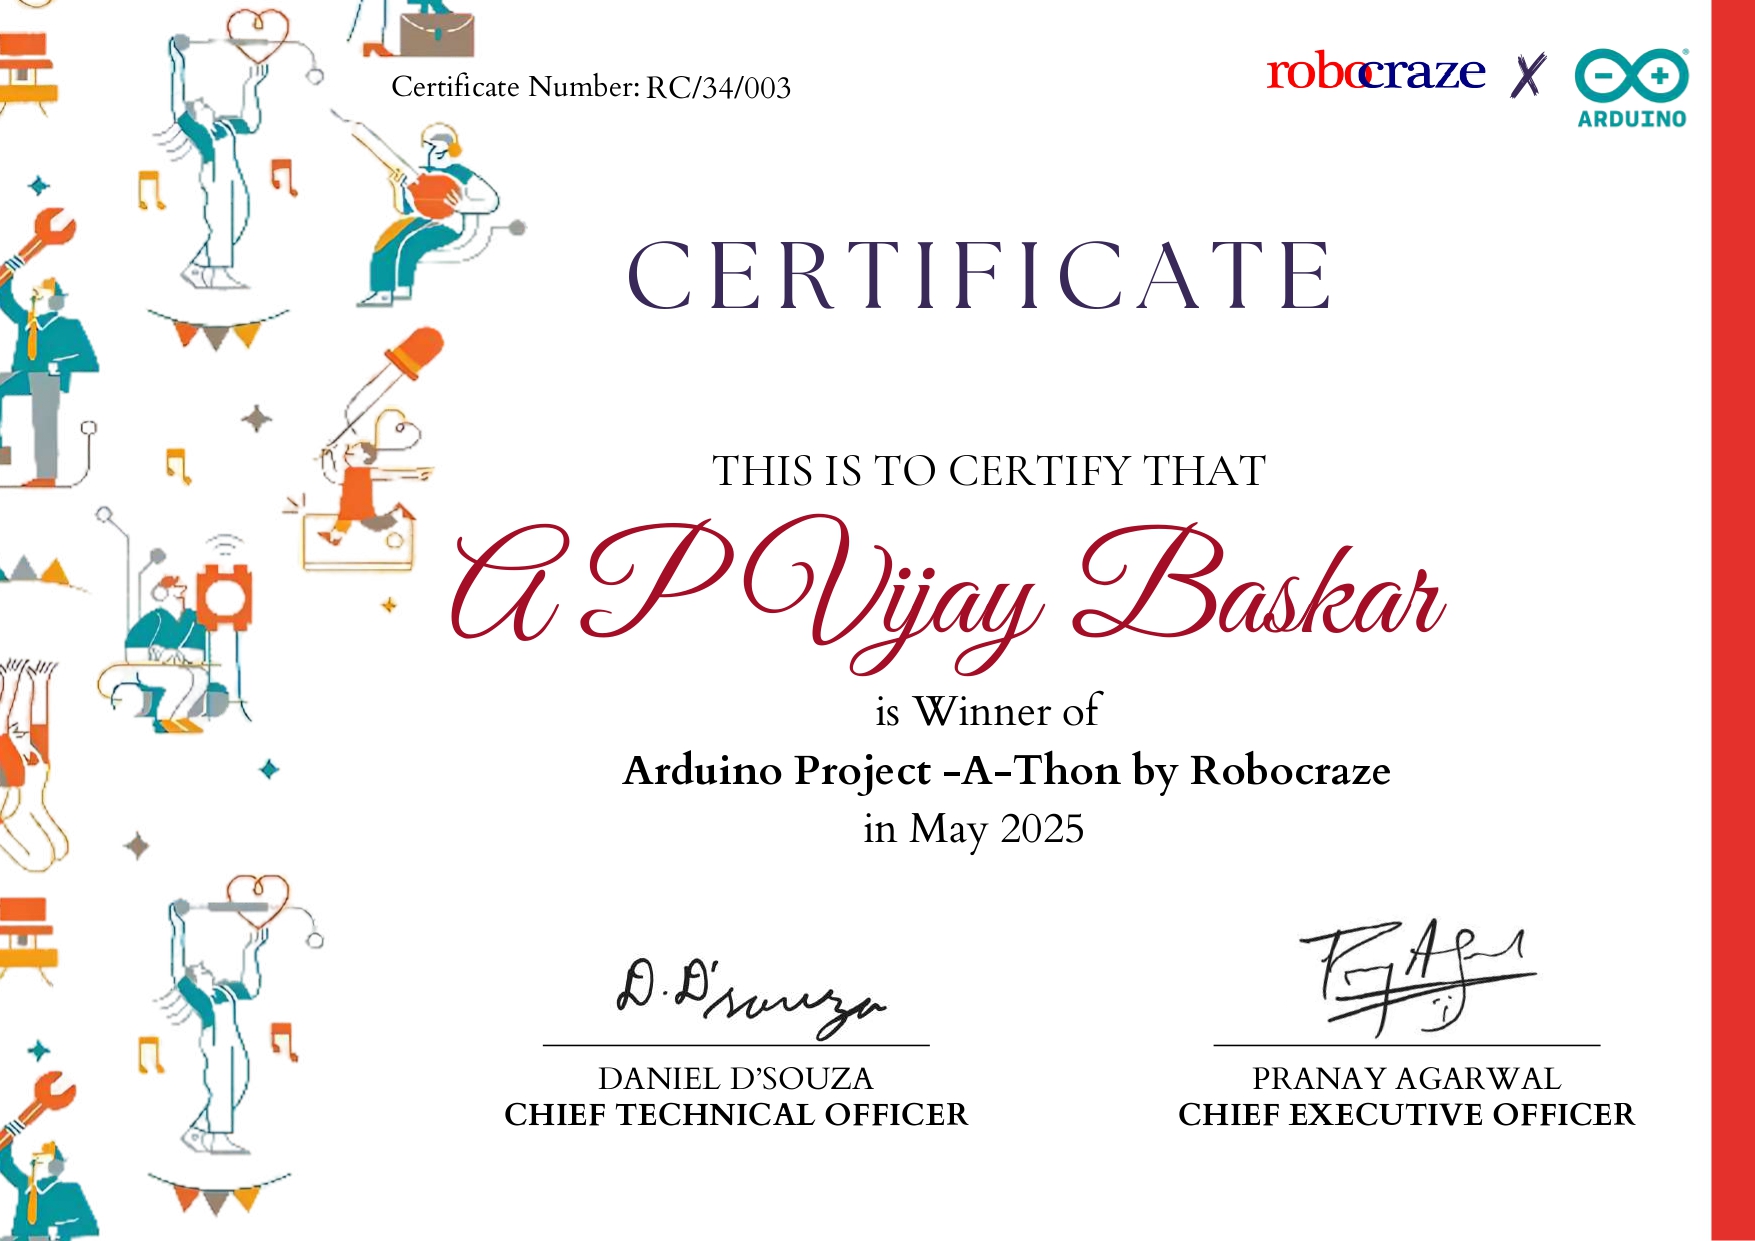 Certificate Number: RC/34/003
robocraze X ARDUINO
CERTIFICATE
THIS IS TO CERTIFY THAT
A P Vijay Baskar
is Winner of
Arduino Project -A-Thon by Robocraze
in May 2025
D. D'souza
DANIEL D’SOUZA
CHIEF TECHNICAL OFFICER
PRANAY AGARWAL
CHIEF EXECUTIVE OFFICER